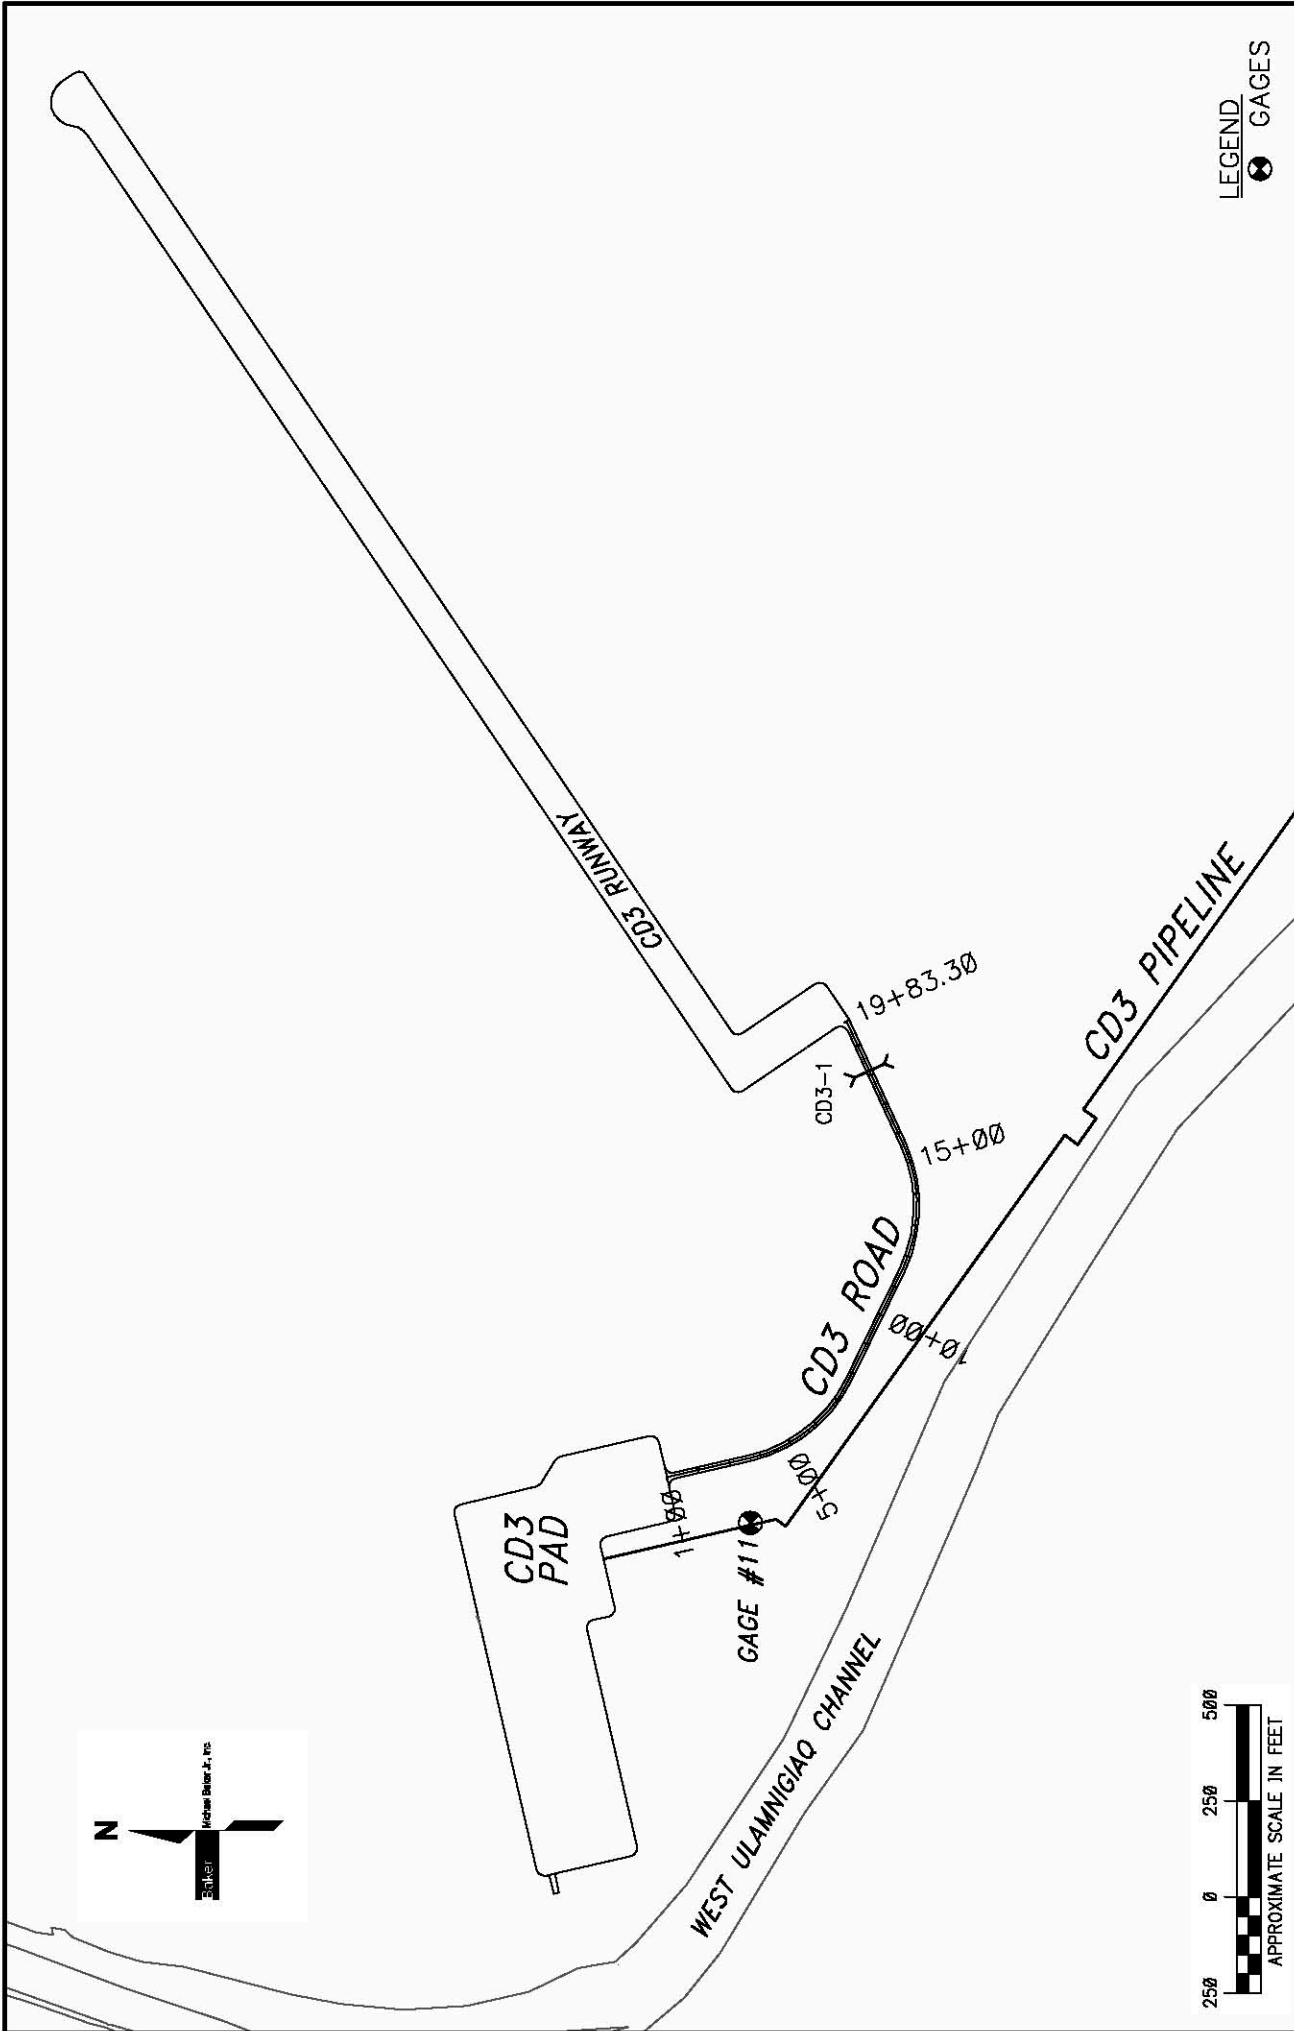 N
Baker
Michael Baker Jr., Inc.
LEGEND
GAGES
CD3 RUNWAY
CD3
PAD
CD3-1
19+83.30
15+00
10+00
5+00
1+00
CD3 ROAD
CD3 PIPELINE
GAGE #11
WEST ULAMNIGIAQ CHANNEL
250 0 250 500
APPROXIMATE SCALE IN FEET